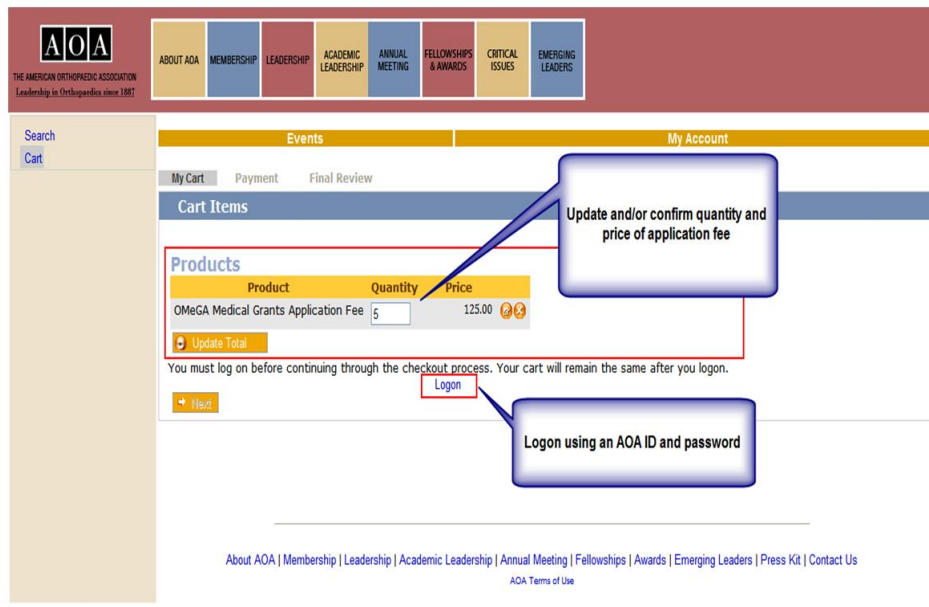 AOA
THE AMERICAN ORTHOPAEDIC ASSOCIATION
Leadership in Orthopaedics since 1887
ABOUT AOA
MEMBERSHIP
LEADERSHIP
ACADEMIC
LEADERSHIP
ANNUAL
MEETING
FELLOWSHIPS
& AWARDS
CRITICAL
ISSUES
EMERGING
LEADERS
Search
Cart
Events My Account
My Cart Payment Final Review
Cart Items
Update and/or confirm quantity and
price of application fee
Products
Product Quantity Price
OMeGA Medical Grants Application Fee 5 125.00
Update Total
You must log on before continuing through the checkout process. Your cart will remain the same after you logon.
Logon
Next
Logon using an AOA ID and password
About AOA | Membership | Leadership | Academic Leadership | Annual Meeting | Fellowships | Awards | Emerging Leaders | Press Kit | Contact Us
AOA Terms of Use